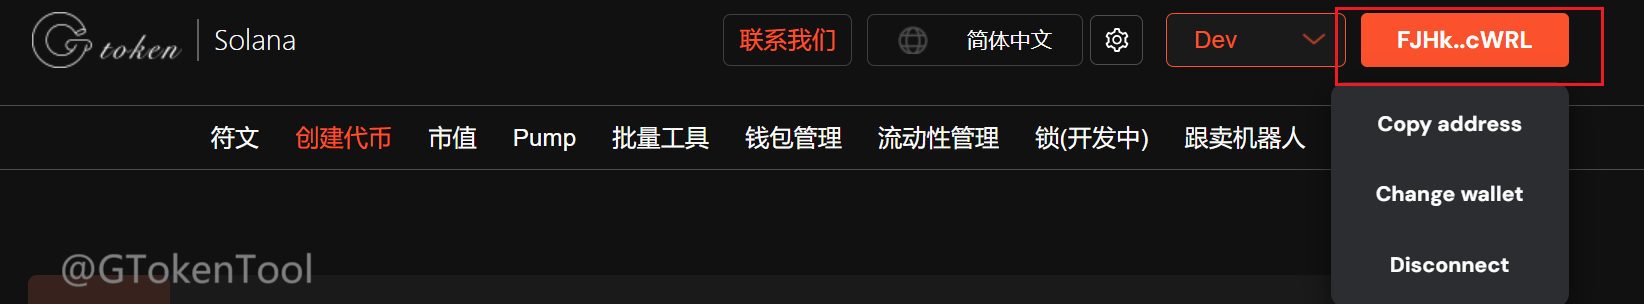 Gtoken | Solana
联系我们
简体中文
Dev
FJHk..cWRL
Copy address
Change wallet
Disconnect
符文 创建代币 市值 Pump 批量工具 钱包管理 流动性管理 锁(开发中) 跟卖机器人
@GTokenTool